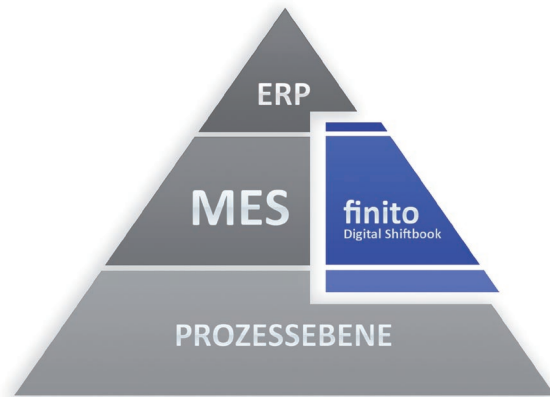 ERP
MES
finito
Digital Shiftbook
PROZESSEBENE